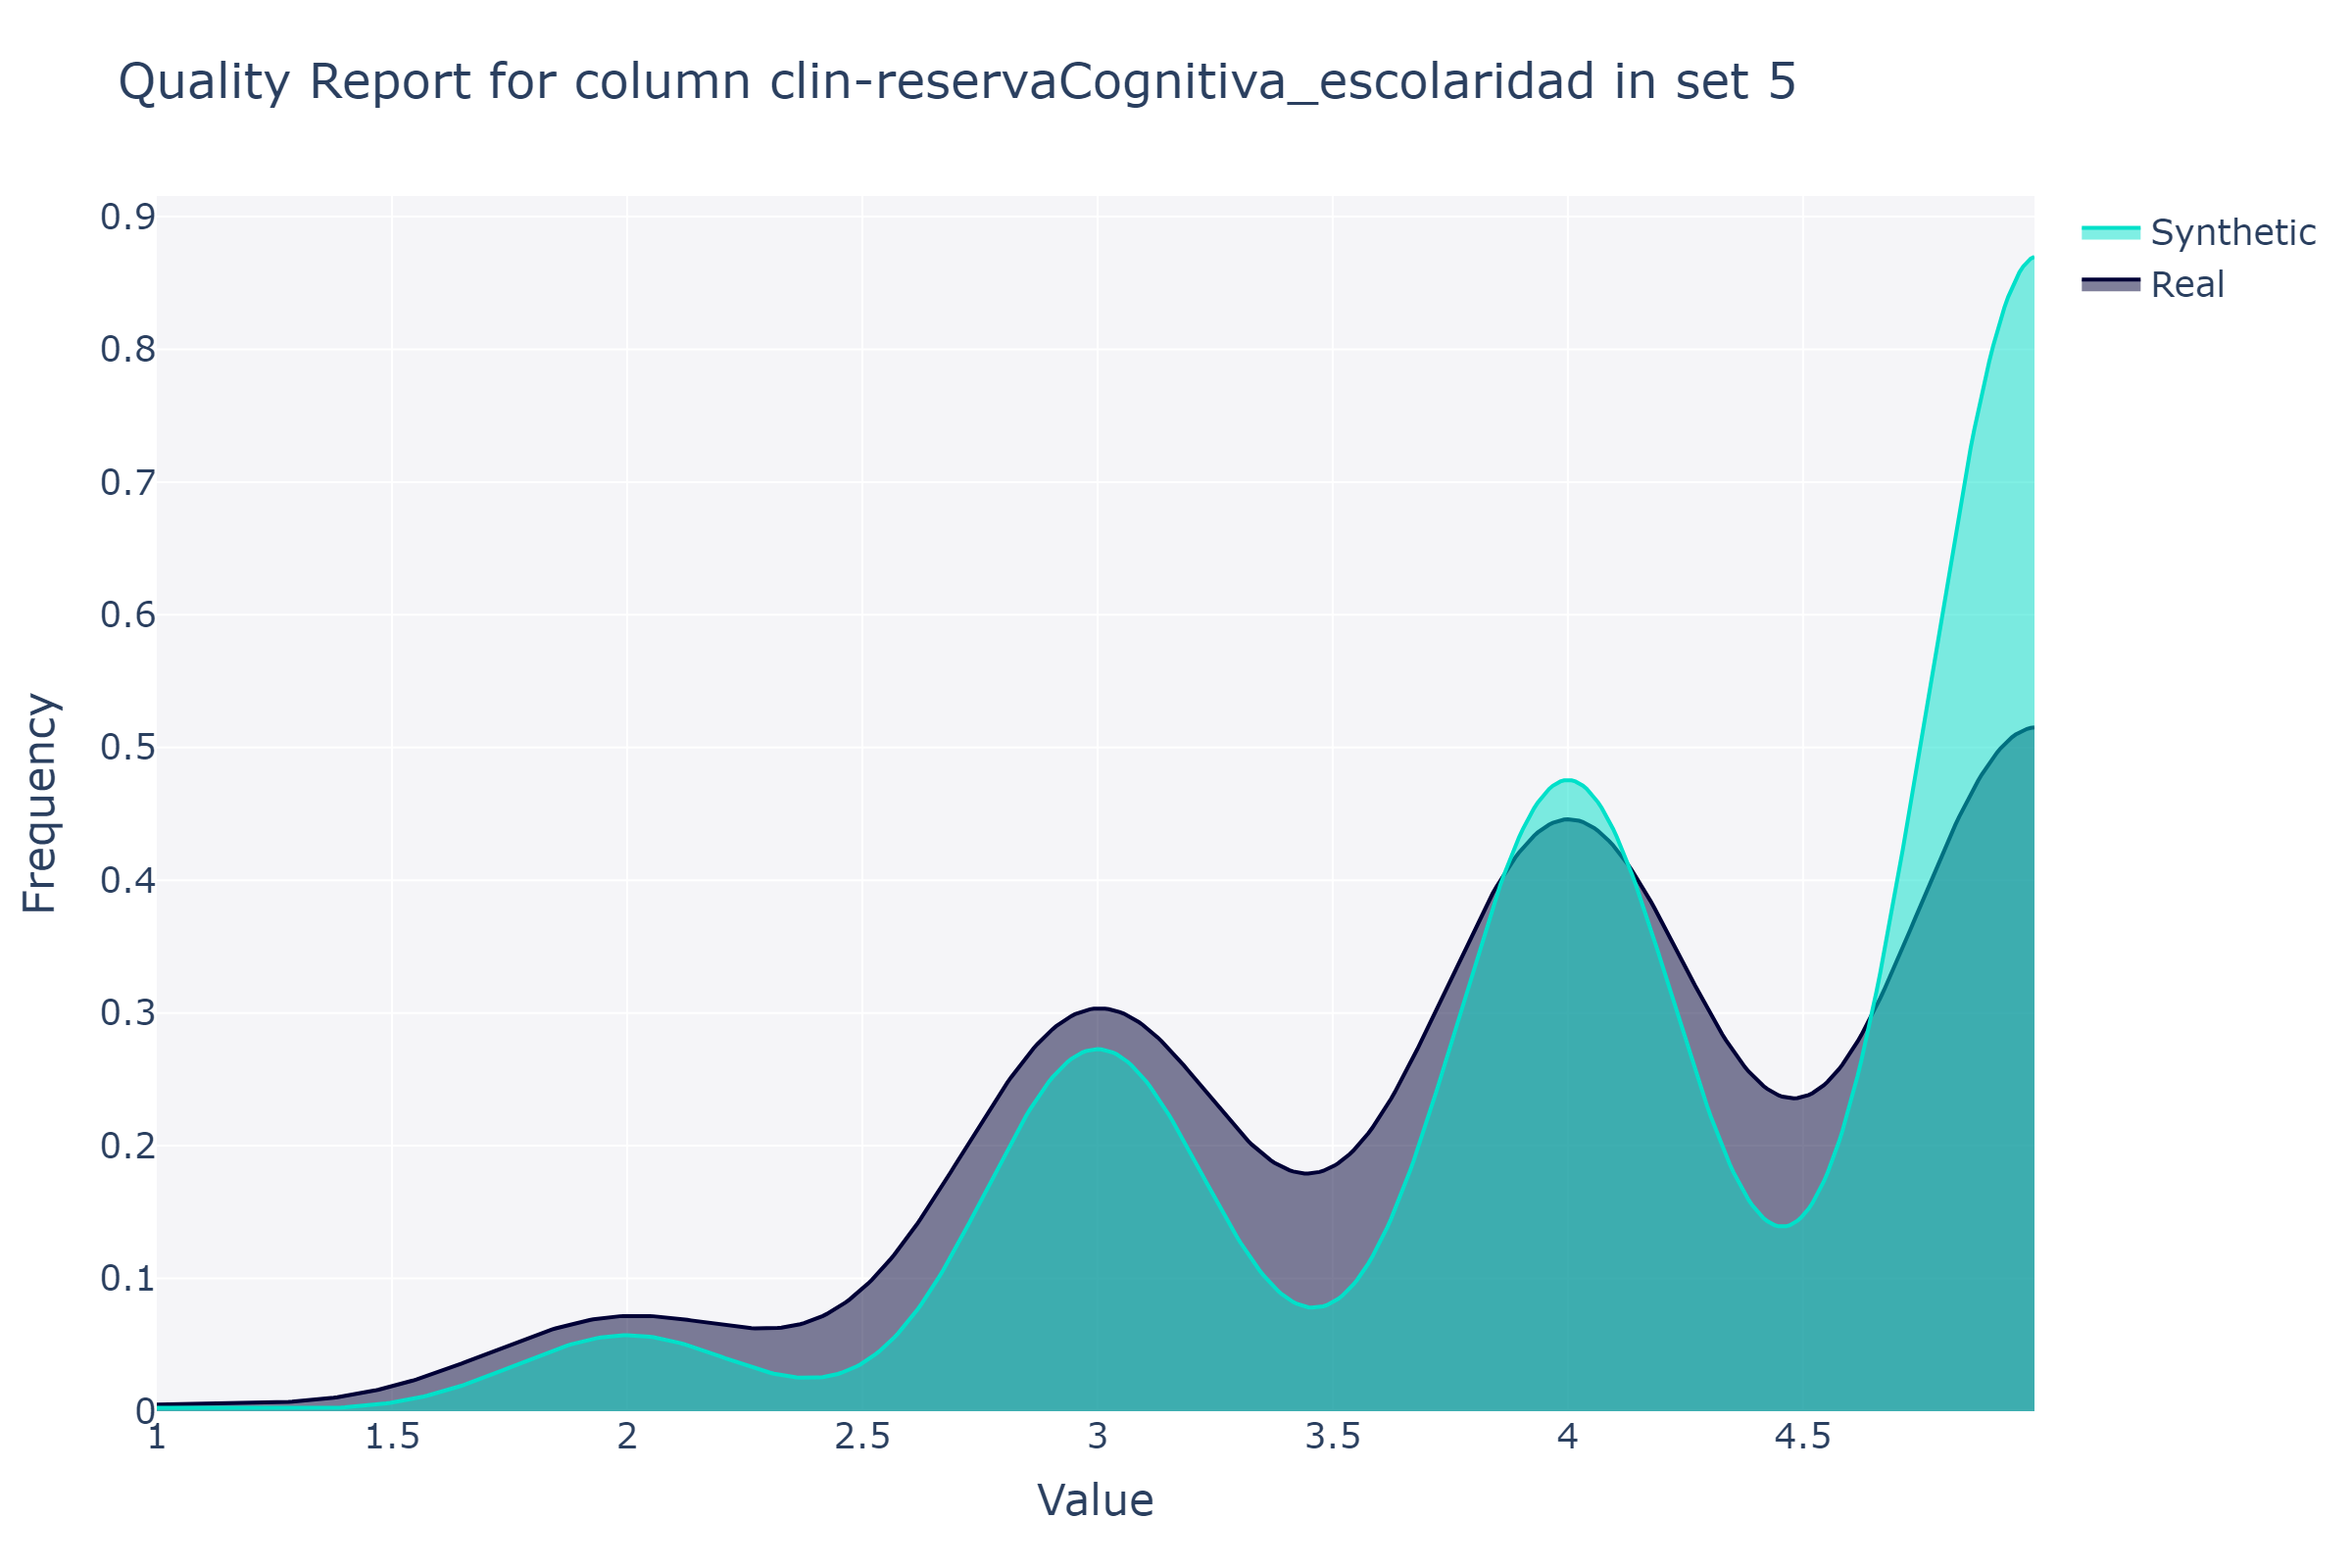 Quality Report for column clin-reservaCognitiva_escolaridad in set 5
Synthetic
Real
0.9
0.8
0.7
0.6
0.5
0.4
0.3
0.2
0.1
0
Frequency
1 1.5 2 2.5 3 3.5 4 4.5
Value